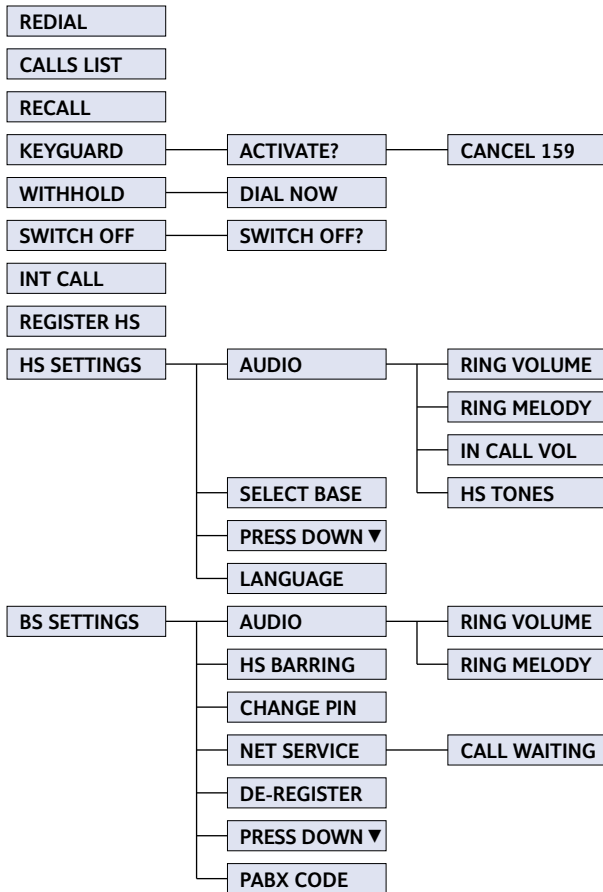 REDIAL
CALLS LIST
RECALL
KEYGUARD ACTIVATE? CANCEL 159
WITHHOLD DIAL NOW
SWITCH OFF SWITCH OFF?
INT CALL
REGISTER HS
HS SETTINGS AUDIO RING VOLUME
RING MELODY
IN CALL VOL
SELECT BASE HS TONES
PRESS DOWN ▼
LANGUAGE
BS SETTINGS AUDIO RING VOLUME
HS BARRING RING MELODY
CHANGE PIN
NET SERVICE CALL WAITING
DE-REGISTER
PRESS DOWN ▼
PABX CODE